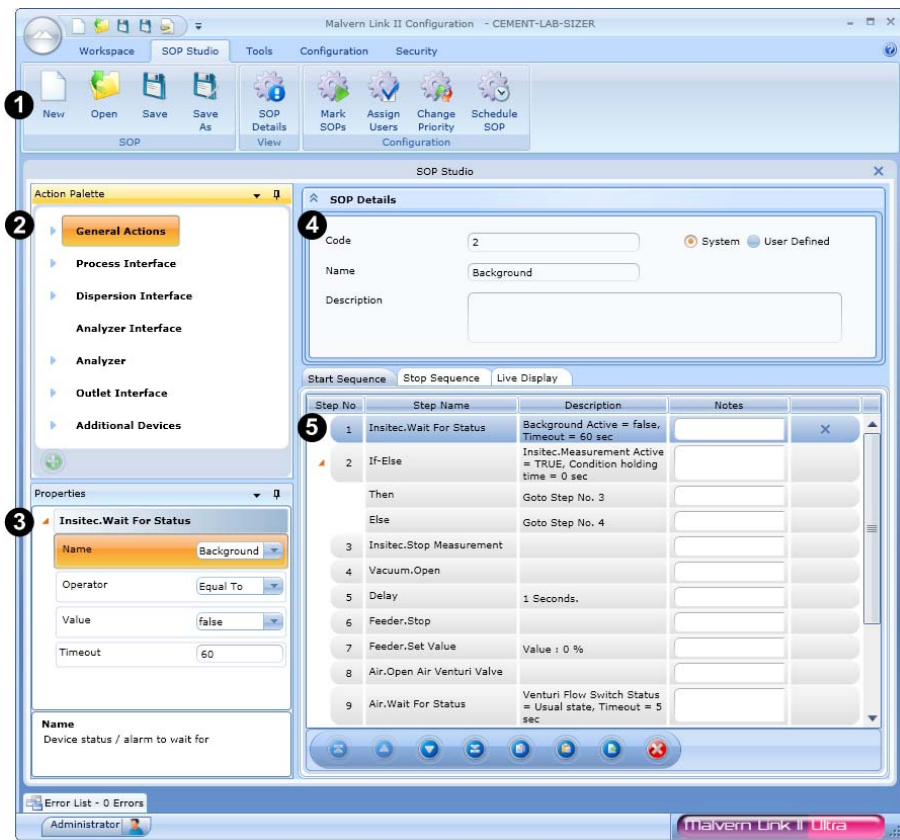 Malvern Link II Configuration - CEMENT-LAB-SIZER
Workspace SOP Studio Tools Configuration Security
1
New Open Save Save As SOP Details Mark SOPs Assign Users Change Priority Schedule SOP
SOP View Configuration
SOP Studio
Action Palette
2
General Actions
Process Interface
Dispersion Interface
Analyzer Interface
Analyzer
Outlet Interface
Additional Devices
Properties
3
Insitec.Wait For Status
Name Background
Operator Equal To
Value false
Timeout 60
Name
Device status / alarm to wait for
SOP Details
4
Code 2 System User Defined
Name Background
Description
Start Sequence Stop Sequence Live Display
Step No Step Name Description Notes
5
1 Insitec.Wait For Status Background Active = false, Timeout = 60 sec
2 If-Else Insitec.Measurement Active = TRUE, Condition holding time = 0 sec
Then Goto Step No. 3
Else Goto Step No. 4
3 Insitec.Stop Measurement
4 Vacuum.Open
5 Delay 1 Seconds.
6 Feeder.Stop
7 Feeder.Set Value Value : 0 %
8 Air.Open Air Venturi Valve
9 Air.Wait For Status Venturi Flow Switch Status = Usual state, Timeout = 5 sec
Error List - 0 Errors
Administrator
Malvern Link II Ultra